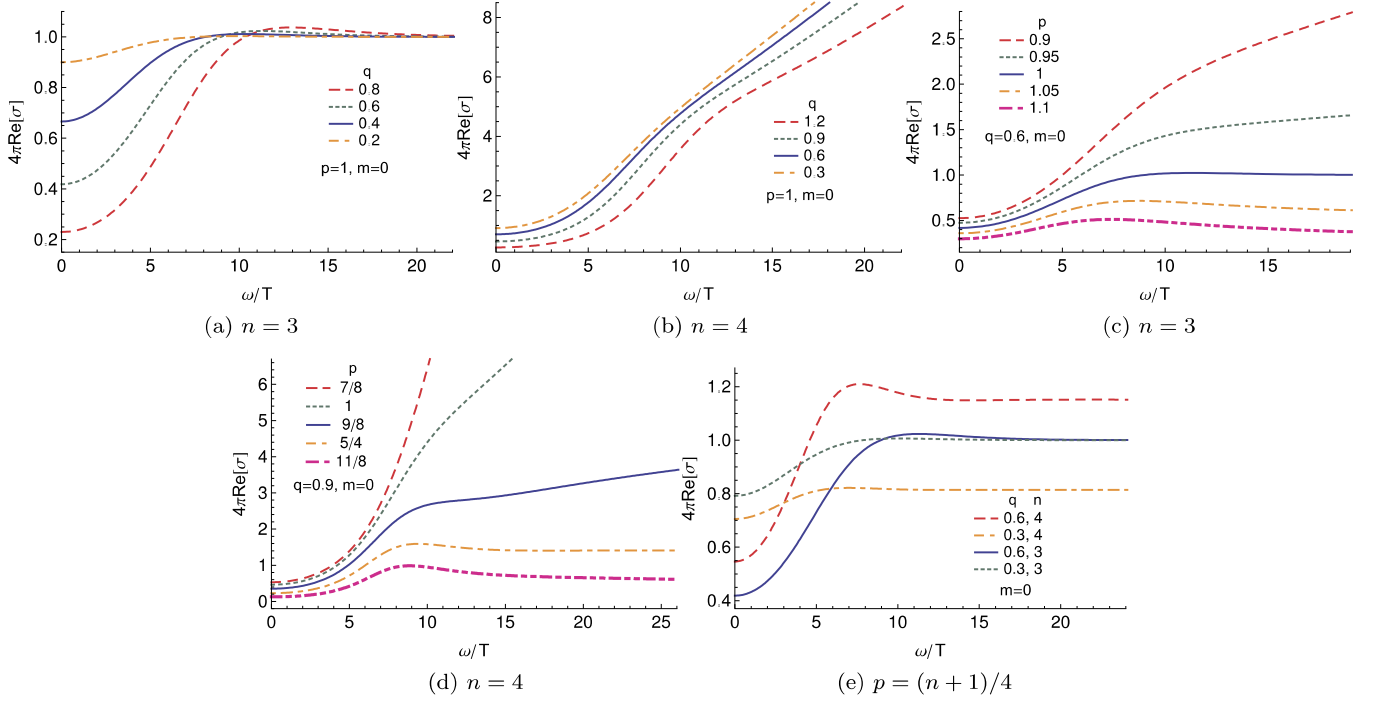 4πRe[σ]
1.0
0.8
0.6
0.4
0.2
0 5 10 15 20
ω/T
q
0.8
0.6
0.4
0.2
p=1, m=0
(a) n = 3
4πRe[σ]
8
6
4
2
0 5 10 15 20
ω/T
q
1.2
0.9
0.6
0.3
p=1, m=0
(b) n = 4
4πRe[σ]
2.5
2.0
1.5
1.0
0.5
0 5 10 15
ω/T
p
0.9
0.95
1
1.05
1.1
q=0.6, m=0
(c) n = 3
4πRe[σ]
6
5
4
3
2
1
0
0 5 10 15 20 25
ω/T
p
7/8
1
9/8
5/4
11/8
q=0.9, m=0
(d) n = 4
4πRe[σ]
1.2
1.0
0.8
0.6
0.4
0 5 10 15 20
ω/T
q n
0.6, 4
0.3, 4
0.6, 3
0.3, 3
m=0
(e) p = (n + 1)/4